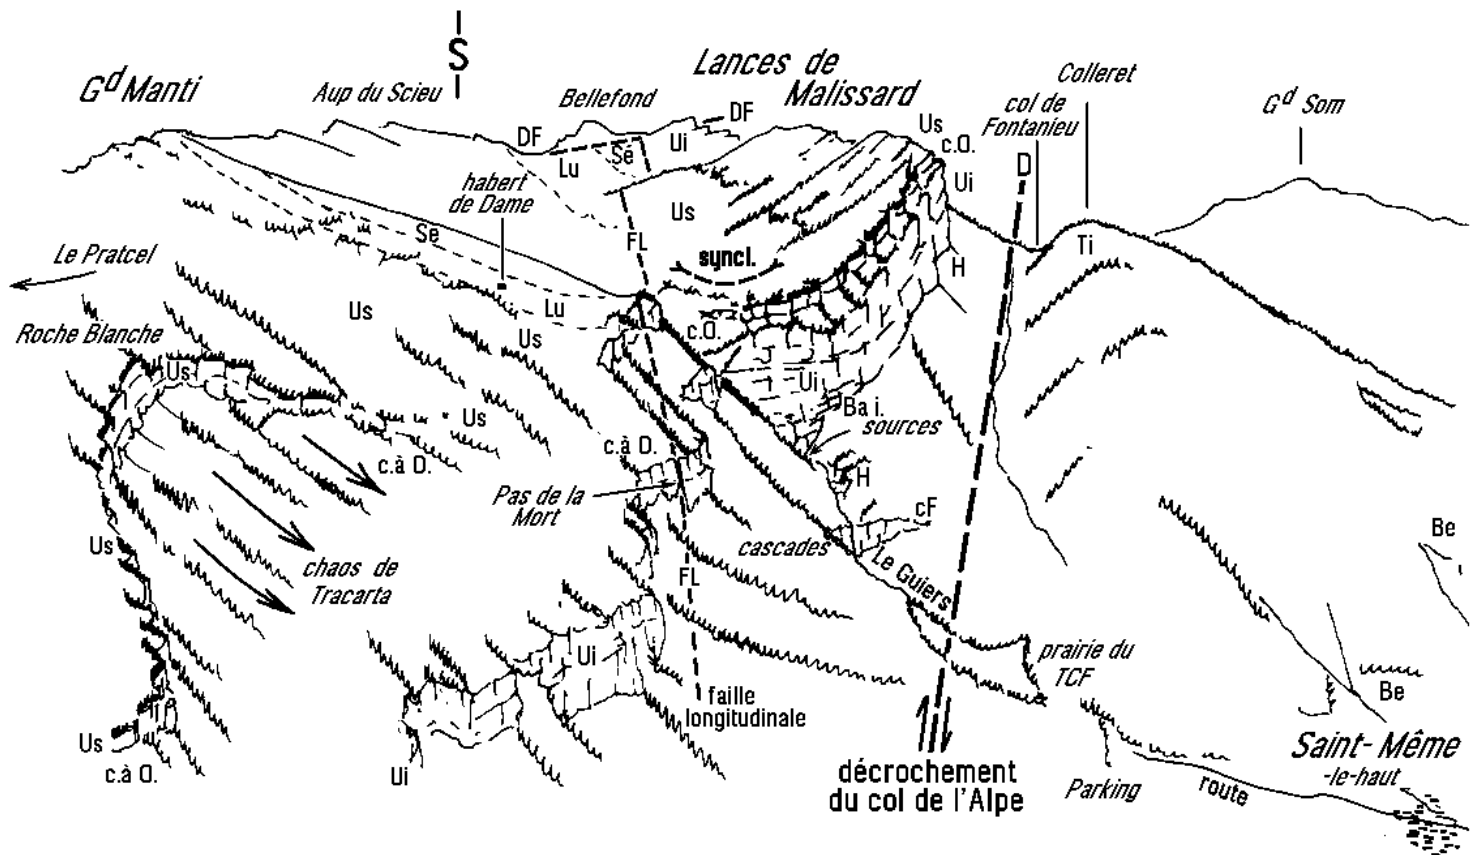 S
Gd Manti
Aup du Scieu
Bellefond
Lances de
Malissard
Colleret
col de
Fontanieu
Gd Som
DF
DF
Ui
Us
c.O.
Ui
D
Lu
Se
habert
de Dame
Us
FL
syncl.
H
Ti
Se
Le Pratcel
Us
Lu
Roche Blanche
Us
Us
c.O.
Ui
Us
Ba i.
sources
c.à O.
c.à O.
Pas de la
Mort
H
cF
cascades
Le Guiers
Us
chaos de
Tracarta
FL
Be
Ui
prairie du
TCF
Be
faille
longitudinale
Us
c.à O.
Ui
décrochement
du col de l'Alpe
Parking
route
Saint-Même
-le-haut